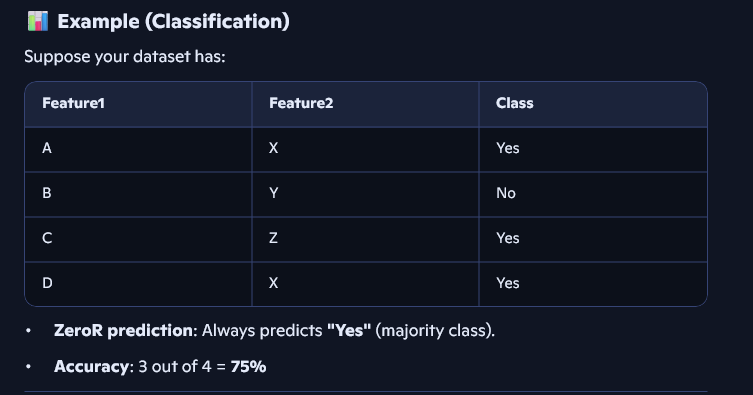 Example (Classification)
Suppose your dataset has:
Feature1 Feature2 Class
A X Yes
B Y No
C Z Yes
D X Yes
• ZeroR prediction: Always predicts "Yes" (majority class).
• Accuracy: 3 out of 4 = 75%